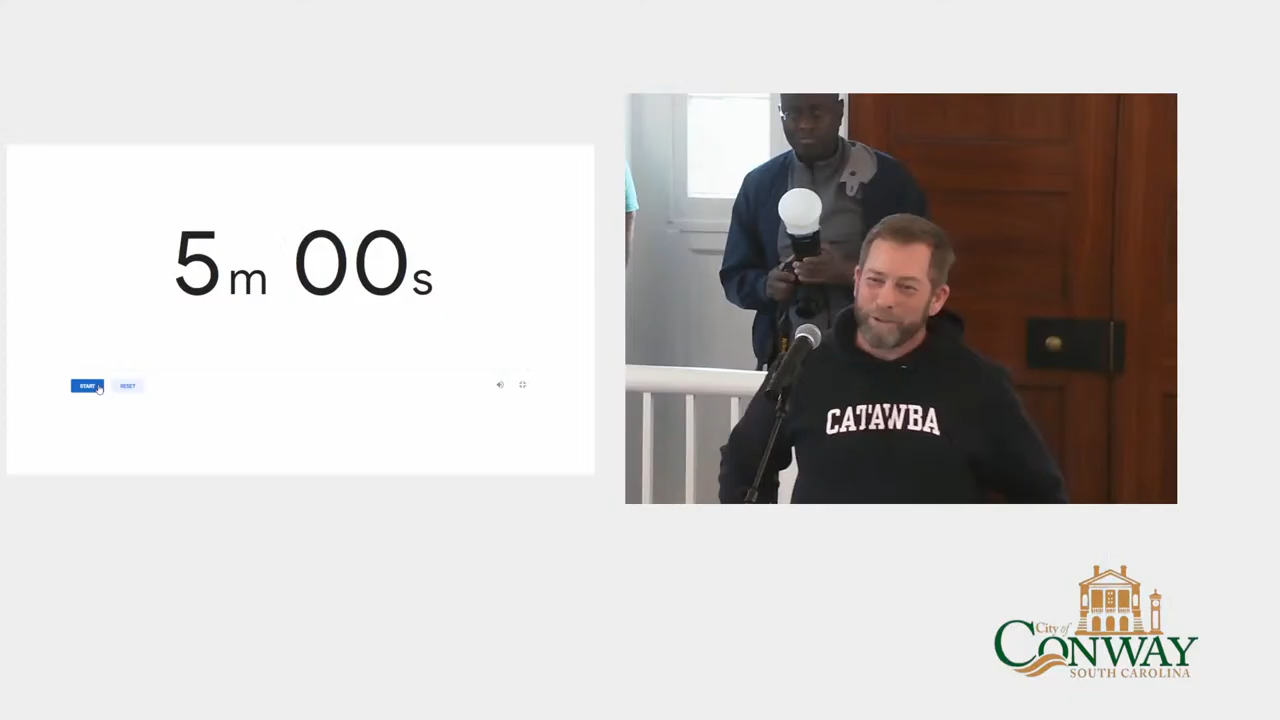 5m 00s
START RESET
CATAWBA
City of
CONWAY
SOUTH CAROLINA